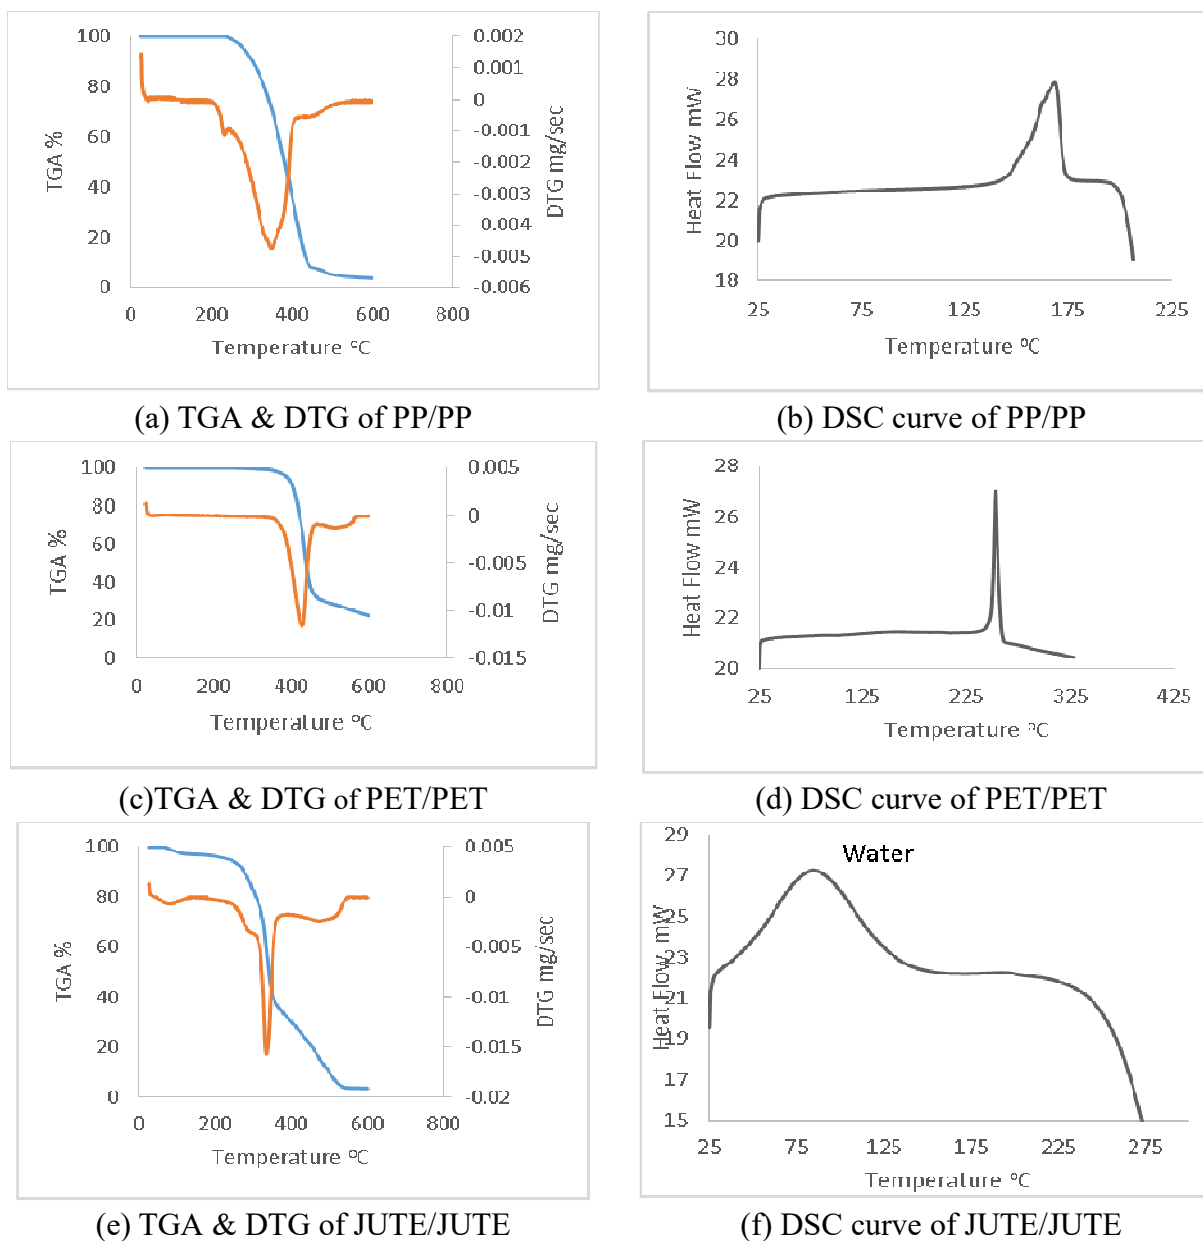 100
80
60
40
20
0
TGA %
0.002
0.001
0
-0.001
-0.002
-0.003
-0.004
-0.005
-0.006
DTG mg/sec
0 200 400 600 800
Temperature ºC
(a) TGA & DTG of PP/PP
30
28
26
24
22
20
18
Heat Flow mW
25 75 125 175 225
Temperature ºC
(b) DSC curve of PP/PP
100
80
60
40
20
0
TGA %
0.005
0
-0.005
-0.01
-0.015
DTG mg/sec
0 200 400 600 800
Temperature ºC
(c)TGA & DTG of PET/PET
28
26
24
22
20
Heat Flow mW
25 125 225 325 425
Temperature ºC
(d) DSC curve of PET/PET
100
80
60
40
20
0
TGA %
0.005
0
-0.005
-0.01
-0.015
-0.02
DTG mg/sec
0 200 400 600 800
Temperature ºC
(e) TGA & DTG of JUTE/JUTE
29
27
25
23
21
19
17
15
Heat Flow mW
Water
25 75 125 175 225 275
Temperature ºC
(f) DSC curve of JUTE/JUTE